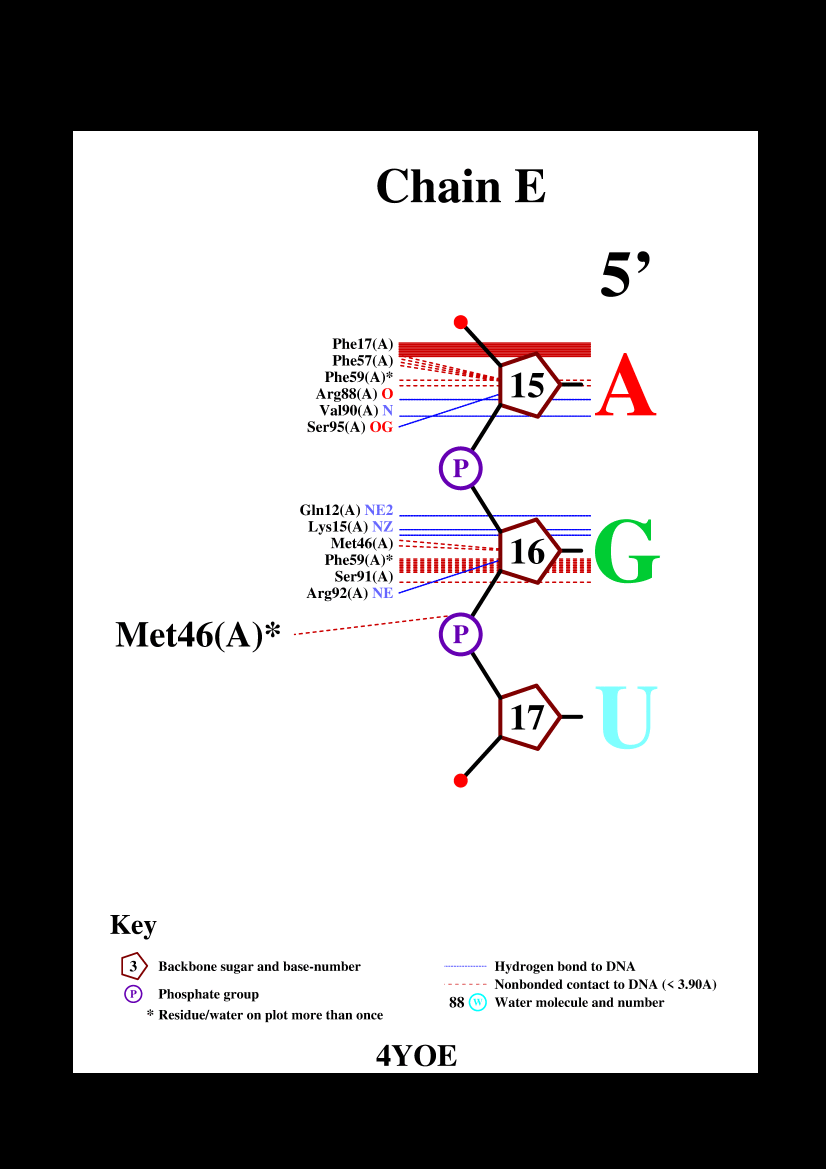 Chain E
5’
Phe17(A)
Phe57(A)
Phe59(A)*
Arg88(A) O
Val90(A) N
Ser95(A) OG
15
A
P
Gln12(A) NE2
Lys15(A) NZ
Met46(A)
Phe59(A)*
Ser91(A)
Arg92(A) NE
16
G
Met46(A)*
P
17
U
Key
3 Backbone sugar and base-number
P Phosphate group
* Residue/water on plot more than once
Hydrogen bond to DNA
Nonbonded contact to DNA (< 3.90A)
88 W Water molecule and number
4YOE